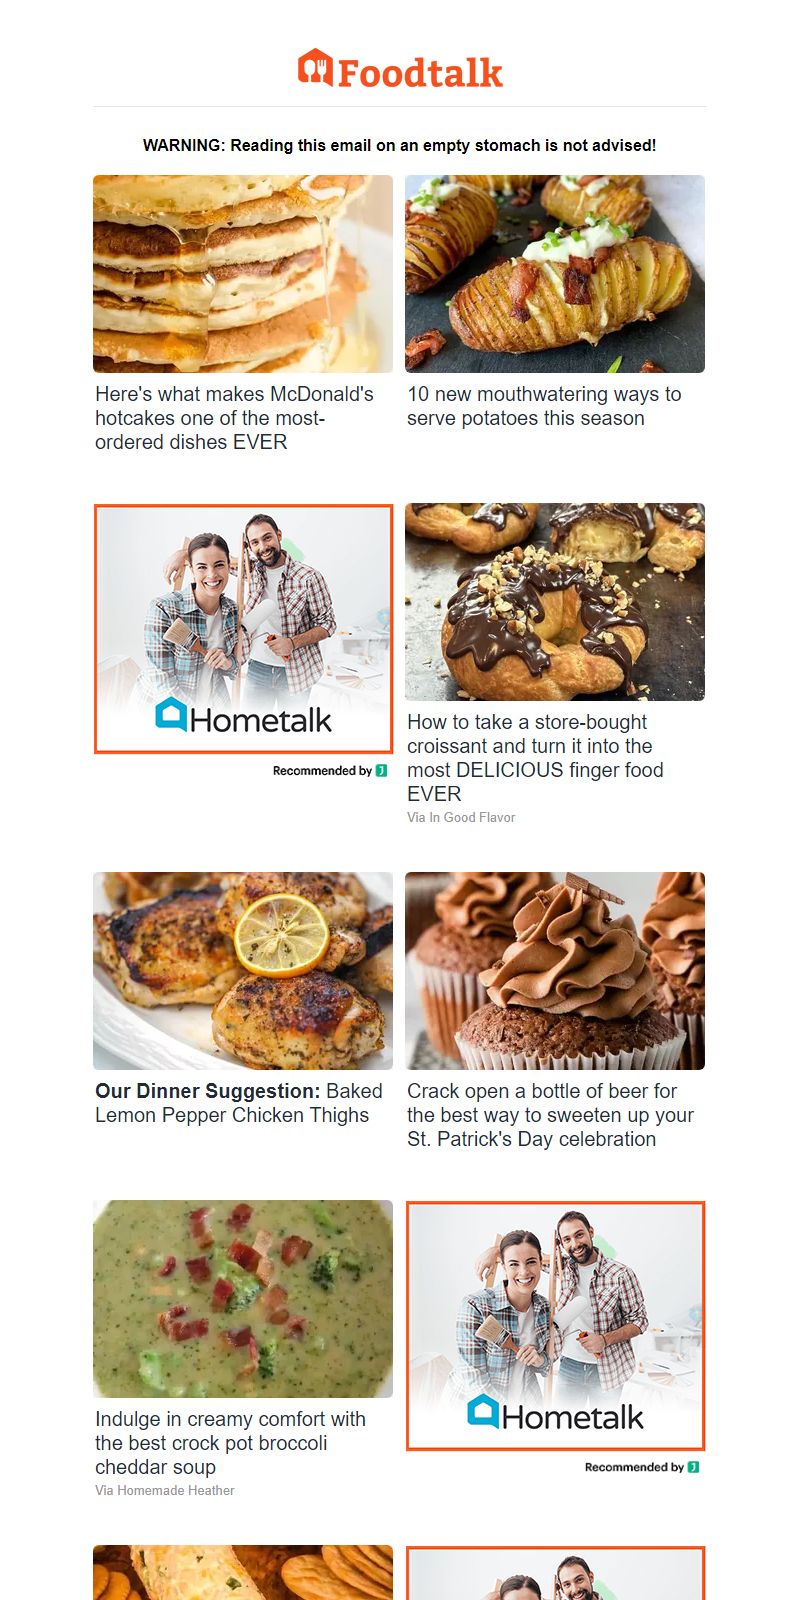 Foodtalk
WARNING: Reading this email on an empty stomach is not advised!
Here's what makes McDonald's
hotcakes one of the most-
ordered dishes EVER
10 new mouthwatering ways to
serve potatoes this season
Hometalk
Recommended by
How to take a store-bought
croissant and turn it into the
most DELICIOUS finger food
EVER
Via In Good Flavor
Our Dinner Suggestion: Baked
Lemon Pepper Chicken Thighs
Crack open a bottle of beer for
the best way to sweeten up your
St. Patrick's Day celebration
Indulge in creamy comfort with
the best crock pot broccoli
cheddar soup
Via Homemade Heather
Hometalk
Recommended by